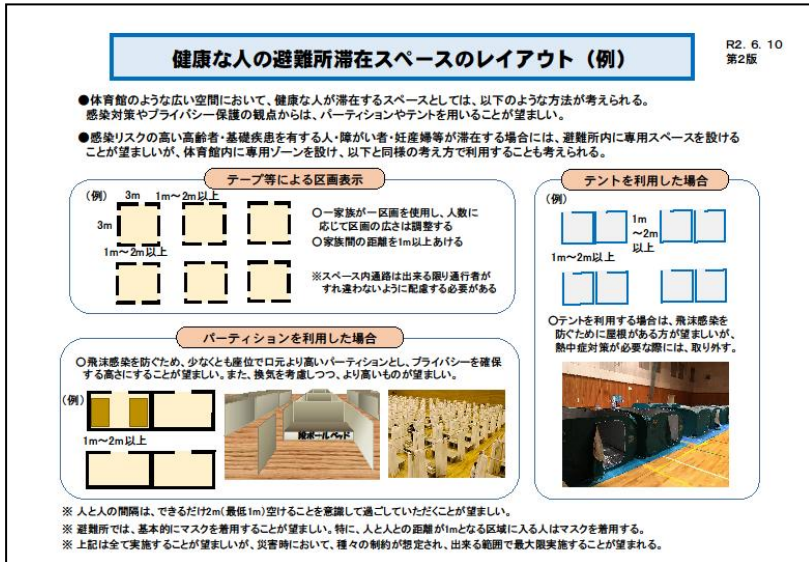 健康な人の避難所滞在スペースのレイアウト（例）
R2. 6. 10
第2版
●体育館のような広い空間において、健康な人が滞在するスペースとしては、以下のような方法が考えられる。
感染対策やプライバシー保護の観点からは、パーティションやテントを用いることが望ましい。
●感染リスクの高い高齢者・基礎疾患を有する人・障がい者・妊産婦等が滞在する場合には、避難所内に専用スペースを設ける
ことが望ましいが、体育館内に専用ゾーンを設け、以下と同様の考え方で利用することも考えられる。
テープ等による区画表示
(例)
3m
1m～2m以上
3m
1m～2m以上
○一家族が一区画を使用し、人数に
応じて区画の広さは調整する
○家族間の距離を1m以上あける
※スペース内通路は出来る限り通行者が
すれ違わないように配慮する必要がある
テントを利用した場合
(例)
1m
～2m
以上
1m～2m以上
○テントを利用する場合は、飛沫感染を
防ぐために屋根がある方が望ましいが、
熱中症対策が必要な際には、取り外す。
パーティションを利用した場合
○飛沫感染を防ぐため、少なくとも座位で口元より高いパーティションとし、プライバシーを確保
する高さにすることが望ましい。また、換気を考慮しつつ、より高いものが望ましい。
(例)
1m～2m以上
段ボールベッド
※ 人と人の間隔は、できるだけ2m(最低1m)空けることを意識して過ごしていただくことが望ましい。
※ 避難所では、基本的にマスクを着用することが望ましい。特に、人と人との距離が1mとなる区域に入る人はマスクを着用する。
※ 上記は全て実施することが望ましいが、災害時において、種々の制約が想定され、出来る範囲で最大限実施することが望まれる。